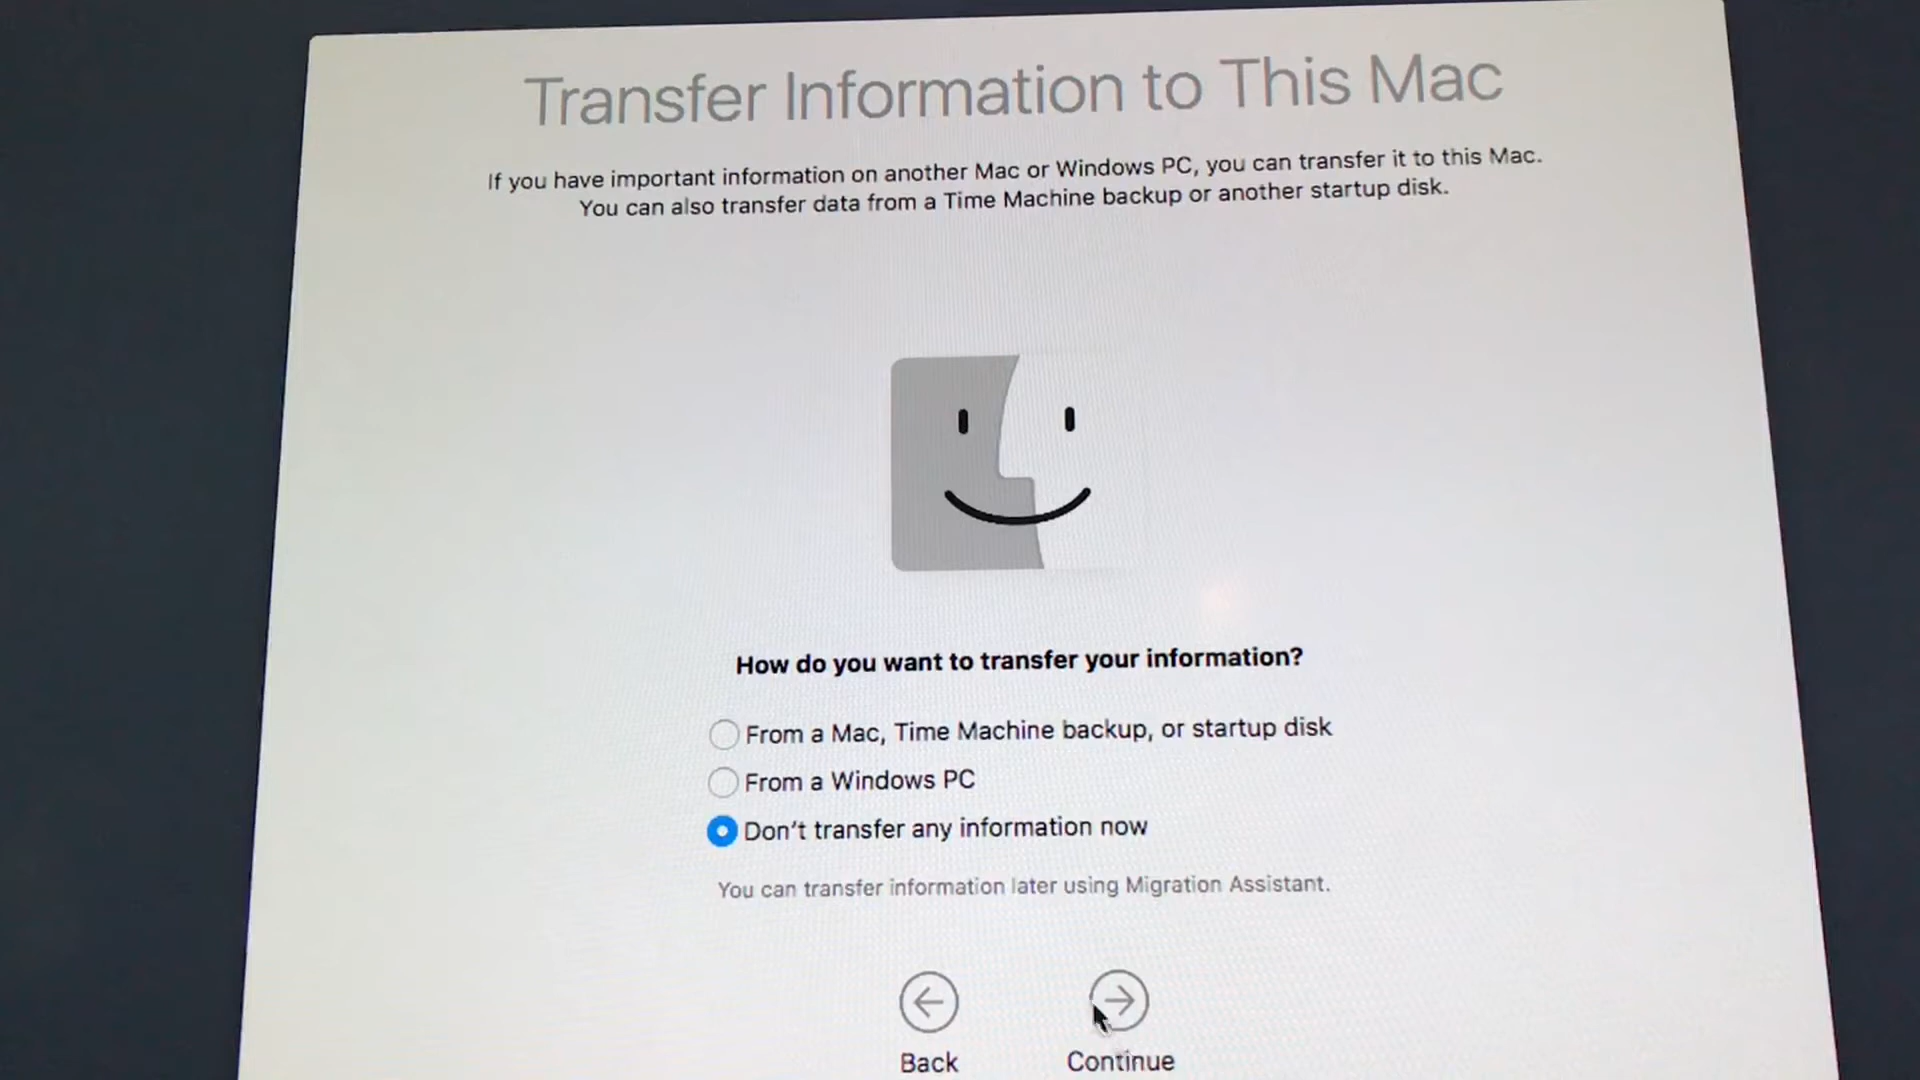 Transfer Information to This Mac
If you have important information on another Mac or Windows PC, you can transfer it to this Mac.
You can also transfer data from a Time Machine backup or another startup disk.
How do you want to transfer your information?
From a Mac, Time Machine backup, or startup disk
From a Windows PC
Don't transfer any information now
You can transfer information later using Migration Assistant.
Back
Continue